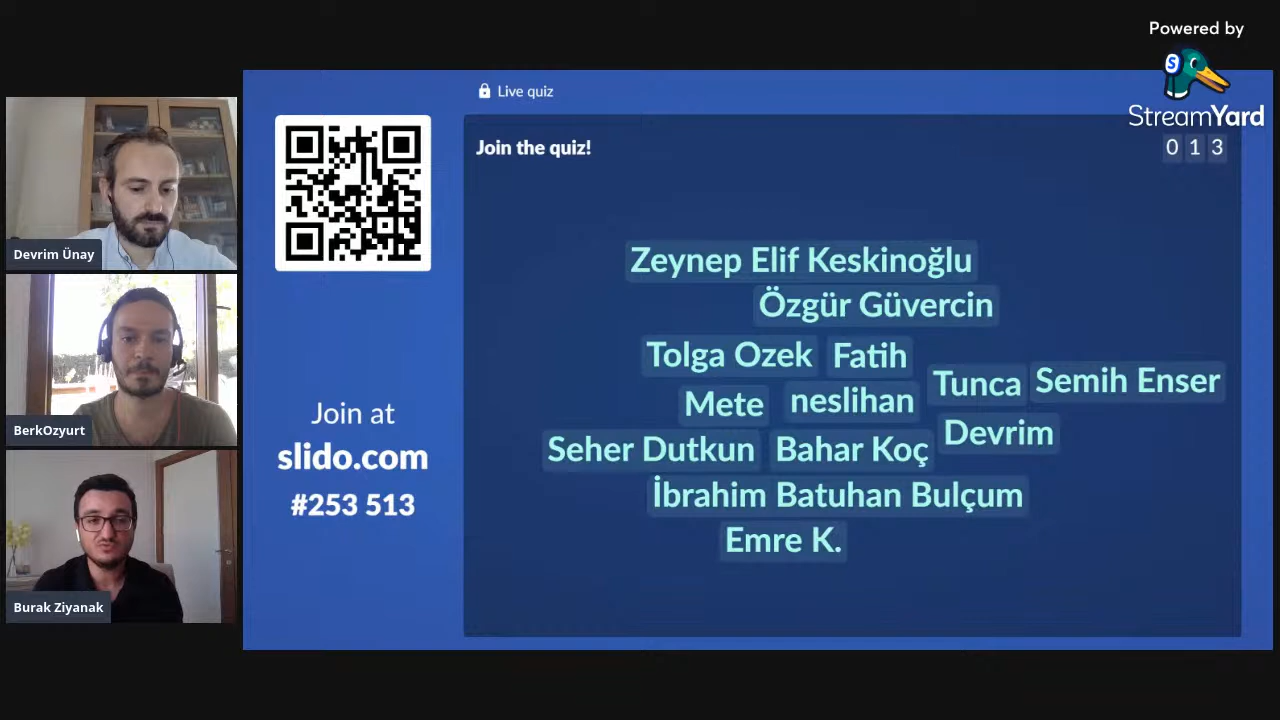 Powered by
StreamYard
Devrim Ünay
BerkOzyurt
Burak Ziyanak
Join at
slido.com
#253 513
Live quiz
Join the quiz!
0 1 3
Zeynep Elif Keskinoğlu
Özgür Güvercin
Tolga Ozek Fatih
Tunca Semih Enser
Mete neslihan
Devrim
Seher Dutkun Bahar Koç
İbrahim Batuhan Bulçum
Emre K.